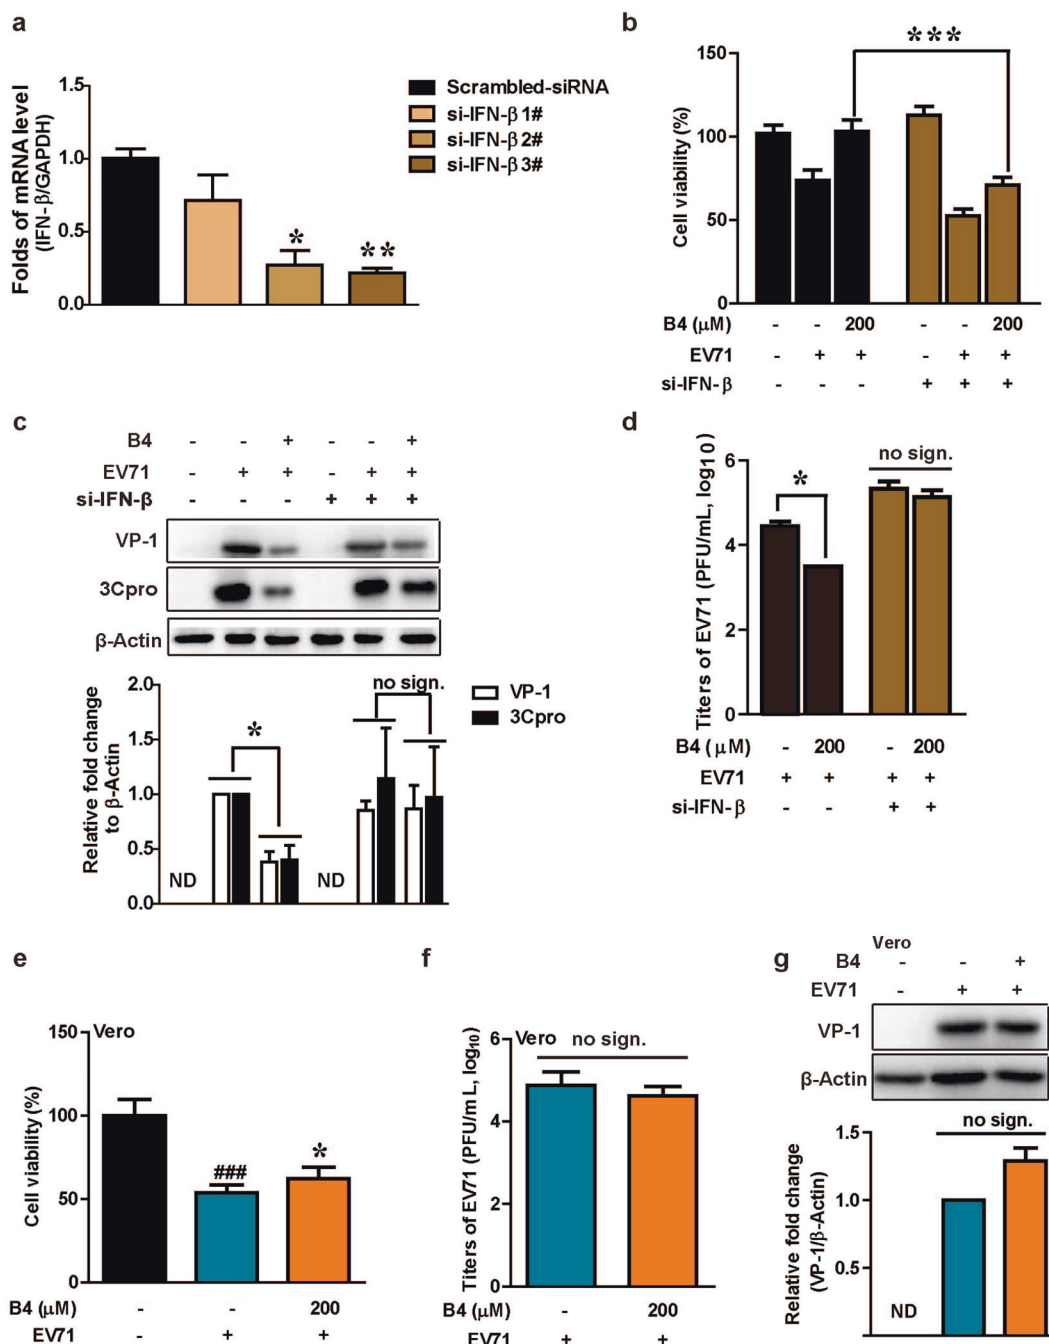 a
Folds of mRNA level
(IFN-β/GAPDH)
1.5
1.0
0.5
0.0
*
**
Scrambled-siRNA
si-IFN-β 1#
si-IFN-β 2#
si-IFN-β 3#
b
Cell viability (%)
150
100
50
0
***
B4 (μM) - - 200 - - 200
EV71 - + + - + +
si-IFN-β - - - + + +
c
B4 - - + - - +
EV71 - + + - + +
si-IFN-β - - - + + +
VP-1
3Cpro
β-Actin
Relative fold change
to β-Actin
2.0
1.5
1.0
0.5
0.0
ND
*
ND
no sign.
VP-1
3Cpro
d
Titers of EV71 (PFU/mL, log10)
6
4
2
0
*
no sign.
B4 (μM) - 200 - 200
EV71 + + + +
si-IFN-β - - + +
e
Vero
Cell viability (%)
150
100
50
0
###
*
B4 (μM) - - 200
EV71 - + +
f
Vero
no sign.
Titers of EV71 (PFU/mL, log10)
6
4
2
0
B4 (μM) - 200
EV71 + +
g
Vero
B4 - - +
EV71 - + +
VP-1
β-Actin
no sign.
Relative fold change
(VP-1/β-Actin)
1.5
1.0
0.5
ND